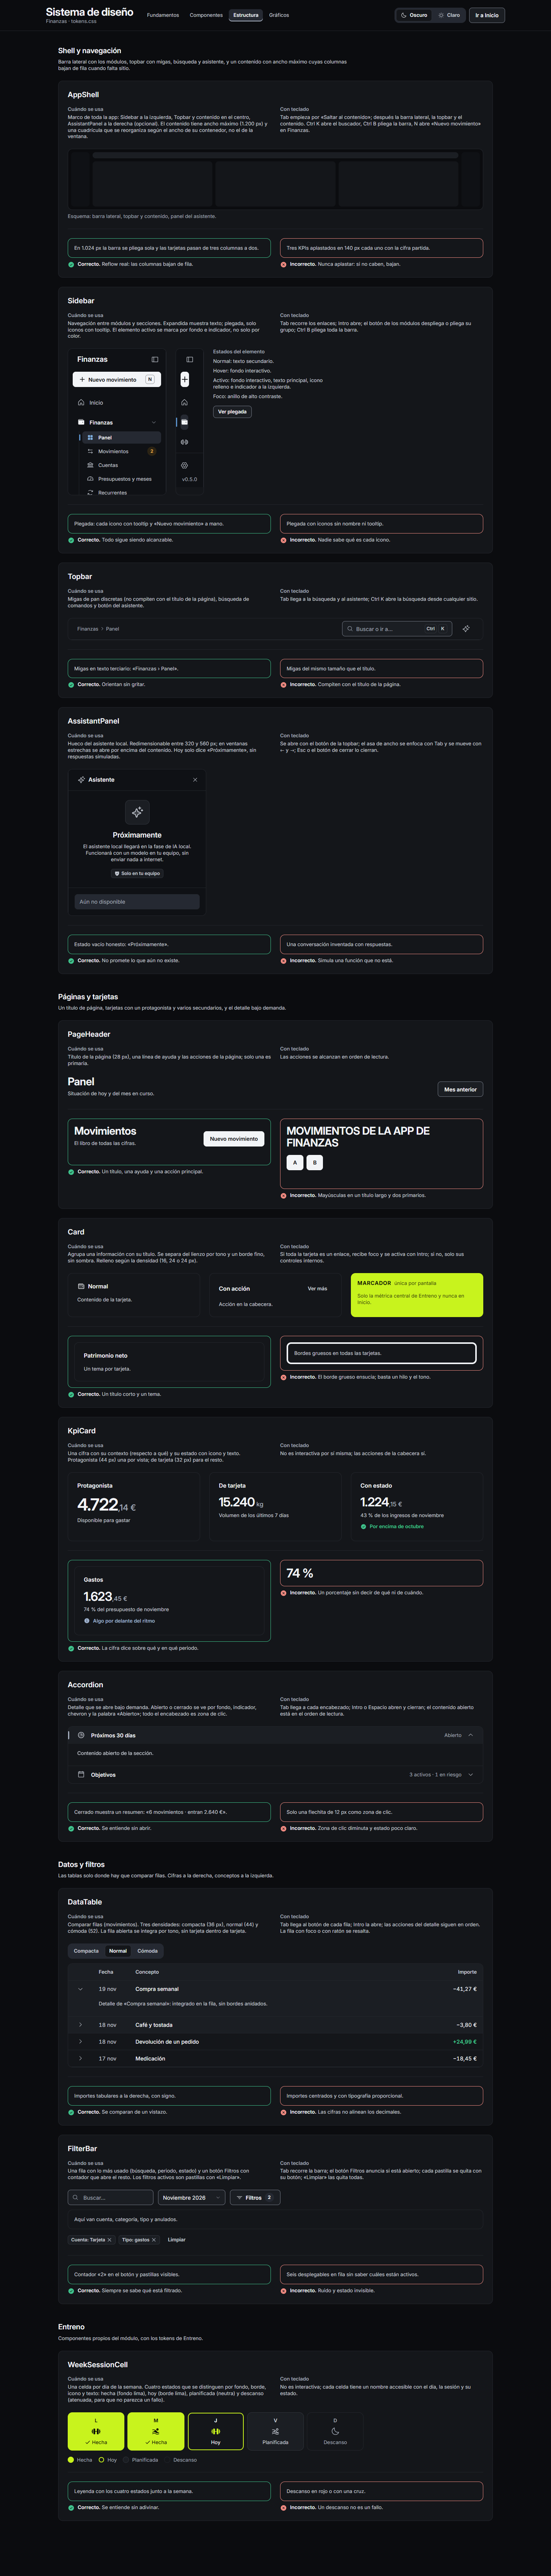 Sistema de diseño
Finanzas · tokens.css
Fundamentos
Componentes
Estructura
Gráficos
Oscuro
Claro
Ir a Inicio
Shell y navegación
Barra lateral con los módulos, topbar con migas, búsqueda y asistente, y un contenido con ancho máximo cuyas columnas
bajan de fila cuando falta sitio.
AppShell
Cuándo se usa
Marco de toda la app: Sidebar a la izquierda, Topbar y contenido en el centro,
AssistantPanel a la derecha (opcional). El contenido tiene ancho máximo (1.200 px) y
una cuadrícula que se reorganiza según el ancho de su contenedor, no el de la
ventana.
Con teclado
Tab empieza por «Saltar al contenido»; después la barra lateral, la topbar y el
contenido. Ctrl K abre el buscador, Ctrl B pliega la barra, N abre «Nuevo movimiento»
en Finanzas.
Esquema: barra lateral, topbar y contenido, panel del asistente.
En 1.024 px la barra se pliega sola y las tarjetas pasan de tres columnas a dos.
Correcto. Reflow real: las columnas bajan de fila.
Tres KPIs aplastados en 140 px cada uno con la cifra partida.
Incorrecto. Nunca aplastar: si no caben, bajan.
Sidebar
Cuándo se usa
Navegación entre módulos y secciones. Expandida muestra texto; plegada, solo
iconos con tooltip. El elemento activo se marca por fondo e indicador, no solo por
color.
Con teclado
Tab recorre los enlaces; Intro abre; el botón de los módulos despliega o pliega su
grupo; Ctrl B pliega toda la barra.
Finanzas
Nuevo movimiento
N
Inicio
Finanzas
Panel
Movimientos
2
Cuentas
Presupuestos y meses
Recurrentes
v0.5.0
Estados del elemento
Normal: texto secundario.
Hover: fondo interactivo.
Activo: fondo interactivo, texto principal, icono
relleno e indicador a la izquierda.
Foco: anillo de alto contraste.
Ver plegada
Plegada: cada icono con tooltip y «Nuevo movimiento» a mano.
Correcto. Todo sigue siendo alcanzable.
Plegada con iconos sin nombre ni tooltip.
Incorrecto. Nadie sabe qué es cada icono.
Topbar
Cuándo se usa
Migas de pan discretas (no compiten con el título de la página), búsqueda de
comandos y botón del asistente.
Con teclado
Tab llega a la búsqueda y al asistente; Ctrl K abre la búsqueda desde cualquier sitio.
Finanzas › Panel
Buscar o ir a...
Ctrl K
Migas en texto terciario: «Finanzas › Panel».
Correcto. Orientan sin gritar.
Migas del mismo tamaño que el título.
Incorrecto. Compiten con el título de la página.
AssistantPanel
Cuándo se usa
Hueco del asistente local. Redimensionable entre 320 y 560 px; en ventanas
estrechas se abre por encima del contenido. Hoy solo dice «Próximamente», sin
respuestas simuladas.
Con teclado
Se abre con el botón de la topbar; el asa de ancho se enfoca con Tab y se mueve con
← y →; Esc o el botón de cerrar lo cierran.
Asistente
Próximamente
El asistente local llegará en la fase de IA local.
Funcionará con un modelo en tu equipo, sin
enviar nada a internet.
Solo en tu equipo
Aún no disponible
Estado vacío honesto: «Próximamente».
Correcto. No promete lo que aún no existe.
Una conversación inventada con respuestas.
Incorrecto. Simula una función que no está.
Páginas y tarjetas
Un título de página, tarjetas con un protagonista y varios secundarios, y el detalle bajo demanda.
PageHeader
Cuándo se usa
Título de la página (28 px), una línea de ayuda y las acciones de la página; solo una es
primaria.
Con teclado
Las acciones se alcanzan en orden de lectura.
Panel
Situación de hoy y del mes en curso.
Mes anterior
Movimientos
El libro de todas las cifras.
Nuevo movimiento
Correcto. Un título, una ayuda y una acción principal.
MOVIMIENTOS DE LA APP DE
FINANZAS
A
B
Incorrecto. Mayúsculas en un título largo y dos primarios.
Card
Cuándo se usa
Agrupa una información con su título. Se separa del lienzo por tono y un borde fino,
sin sombra. Relleno según la densidad (16, 24 o 24 px).
Con teclado
Si toda la tarjeta es un enlace, recibe foco y se activa con Intro; si no, solo sus
controles internos.
Normal
Contenido de la tarjeta.
Con acción
Ver más
Acción en la cabecera.
MARCADOR única por pantalla
Solo la métrica central de Entreno y nunca en
Inicio.
Patrimonio neto
Un tema por tarjeta.
Correcto. Un título corto y un tema.
Bordes gruesos en todas las tarjetas.
Incorrecto. El borde grueso ensucia; basta un hilo y el tono.
KpiCard
Cuándo se usa
Una cifra con su contexto (respecto a qué) y su estado con icono y texto.
Protagonista (44 px) una por vista; de tarjeta (32 px) para el resto.
Con teclado
No es interactiva por sí misma; las acciones de la cabecera sí.
Protagonista
4.722,14 €
Disponible para gastar
De tarjeta
15.240 kg
Volumen de los últimos 7 días
Con estado
1.224,15 €
43 % de los ingresos de noviembre
Por encima de octubre
Gastos
1.623,45 €
74 % del presupuesto de noviembre
Algo por delante del ritmo
Correcto. La cifra dice sobre qué y en qué periodo.
74 %
Incorrecto. Un porcentaje sin decir de qué ni de cuándo.
Accordion
Cuándo se usa
Detalle que se abre bajo demanda. Abierto o cerrado se ve por fondo, indicador,
chevron y la palabra «Abierto»; todo el encabezado es zona de clic.
Con teclado
Tab llega a cada encabezado; Intro o Espacio abren y cierran; el contenido abierto
está en el orden de lectura.
Próximos 30 días
Abierto
Contenido abierto de la sección.
Objetivos
3 activos · 1 en riesgo
Cerrado muestra un resumen: «6 movimientos · entran 2.640 €».
Correcto. Se entiende sin abrir.
Solo una flechita de 12 px como zona de clic.
Incorrecto. Zona de clic diminuta y estado poco claro.
Datos y filtros
Las tablas solo donde hay que comparar filas. Cifras a la derecha, conceptos a la izquierda.
DataTable
Cuándo se usa
Comparar filas (movimientos). Tres densidades: compacta (36 px), normal (44) y
cómoda (52). La fila abierta se integra por tono, sin tarjeta dentro de tarjeta.
Con teclado
Tab llega al botón de cada fila; Intro la abre; las acciones del detalle siguen en orden.
La fila con foco o con ratón se resalta.
Compacta
Normal
Cómoda
Fecha
Concepto
Importe
19 nov
Compra semanal
−41,27 €
Detalle de «Compra semanal»: integrado en la fila, sin bordes anidados.
18 nov
Café y tostada
−3,80 €
18 nov
Devolución de un pedido
+24,99 €
17 nov
Medicación
−18,45 €
Importes tabulares a la derecha, con signo.
Correcto. Se comparan de un vistazo.
Importes centrados y con tipografía proporcional.
Incorrecto. Las cifras no alinean los decimales.
FilterBar
Cuándo se usa
Una fila con lo más usado (búsqueda, periodo, estado) y un botón Filtros con
contador que abre el resto. Los filtros activos son pastillas con «Limpiar».
Con teclado
Tab recorre la barra; el botón Filtros anuncia si está abierto; cada pastilla se quita con
su botón; «Limpiar» las quita todas.
Buscar...
Noviembre 2026
Filtros
2
Aquí van cuenta, categoría, tipo y anulados.
Cuenta: Tarjeta
Tipo: gastos
Limpiar
Contador «2» en el botón y pastillas visibles.
Correcto. Siempre se sabe qué está filtrado.
Seis desplegables en fila sin saber cuáles están activos.
Incorrecto. Ruido y estado invisible.
Entreno
Componentes propios del módulo, con los tokens de Entreno.
WeekSessionCell
Cuándo se usa
Una celda por día de la semana. Cuatro estados que se distinguen por fondo, borde,
icono y texto: hecha (fondo lima), hoy (borde lima), planificada (neutra) y descanso
(atenuada, para que no parezca un fallo).
Con teclado
No es interactiva; cada celda tiene un nombre accesible con el día, la sesión y su
estado.
L
Hecha
M
Hecha
J
Hoy
V
Planificada
D
Descanso
Hecha
Hoy
Planificada
Descanso
Leyenda con los cuatro estados junto a la semana.
Correcto. Se entiende sin adivinar.
Descanso en rojo o con una cruz.
Incorrecto. Un descanso no es un fallo.